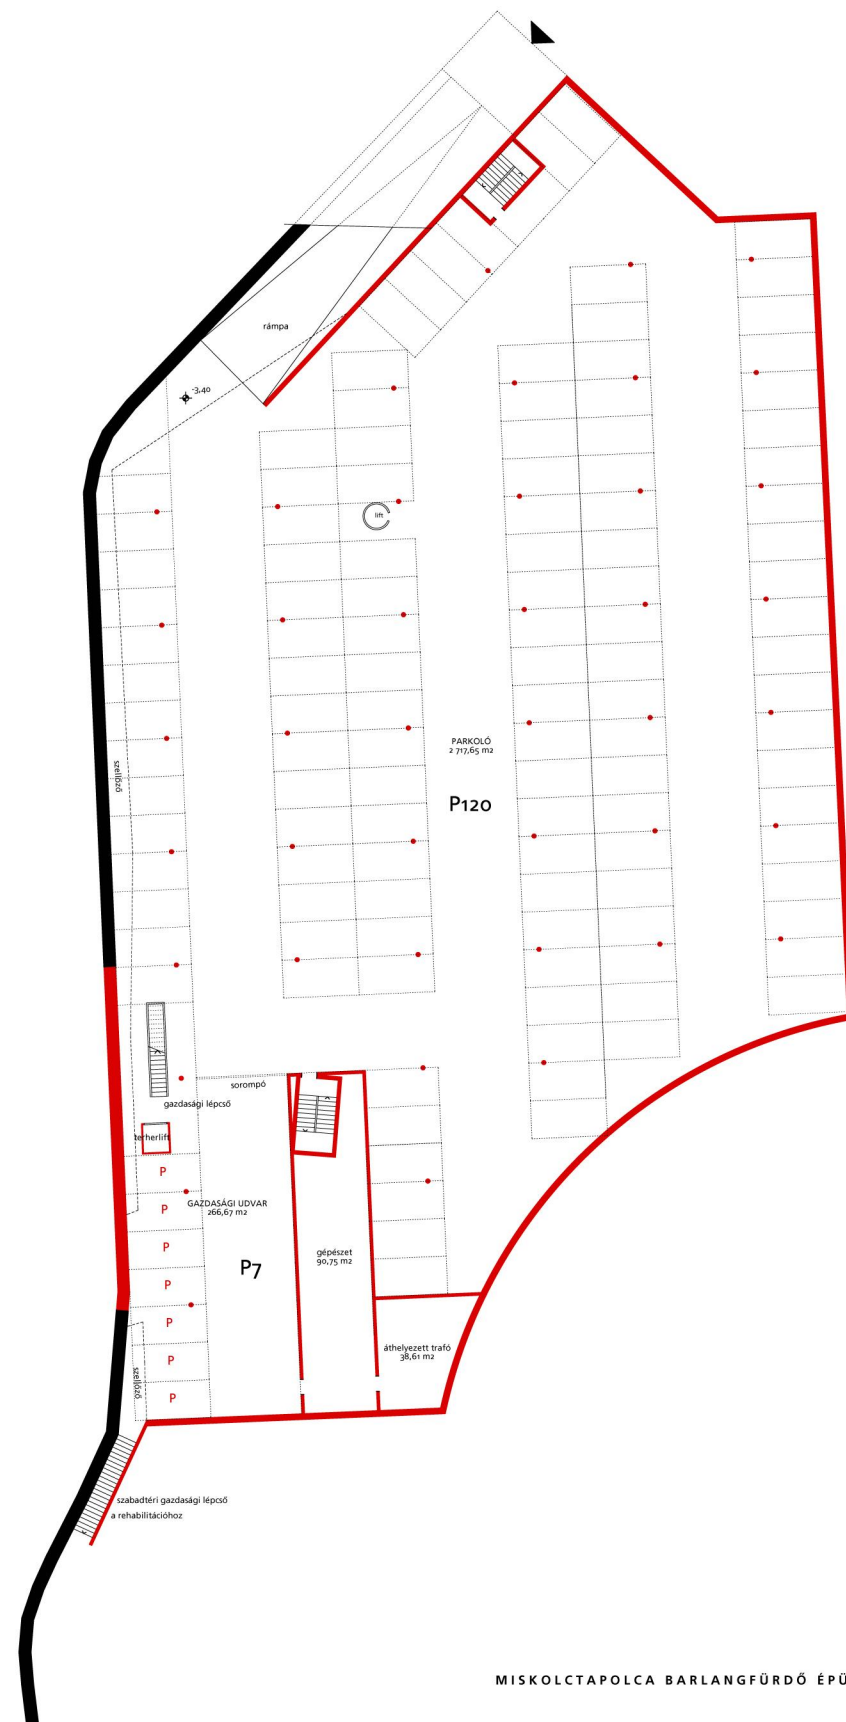 rámpa
-3,40
lift
szellőző
PARKOLÓ
2 717,65 m2
P120
sorompó
gazdasági lépcső
terherlift
P
P
GAZDASÁGI UDVAR
266,67 m2
P
P7
gépészet
90,75 m2
P
P
áthelyezett trafó
38,61 m2
P
szellőző
P
szabadtéri gazdasági lépcső
a rehabilitációhoz
MISKOLCTAPOLCA BARLANGFÜRDŐ ÉPÜ